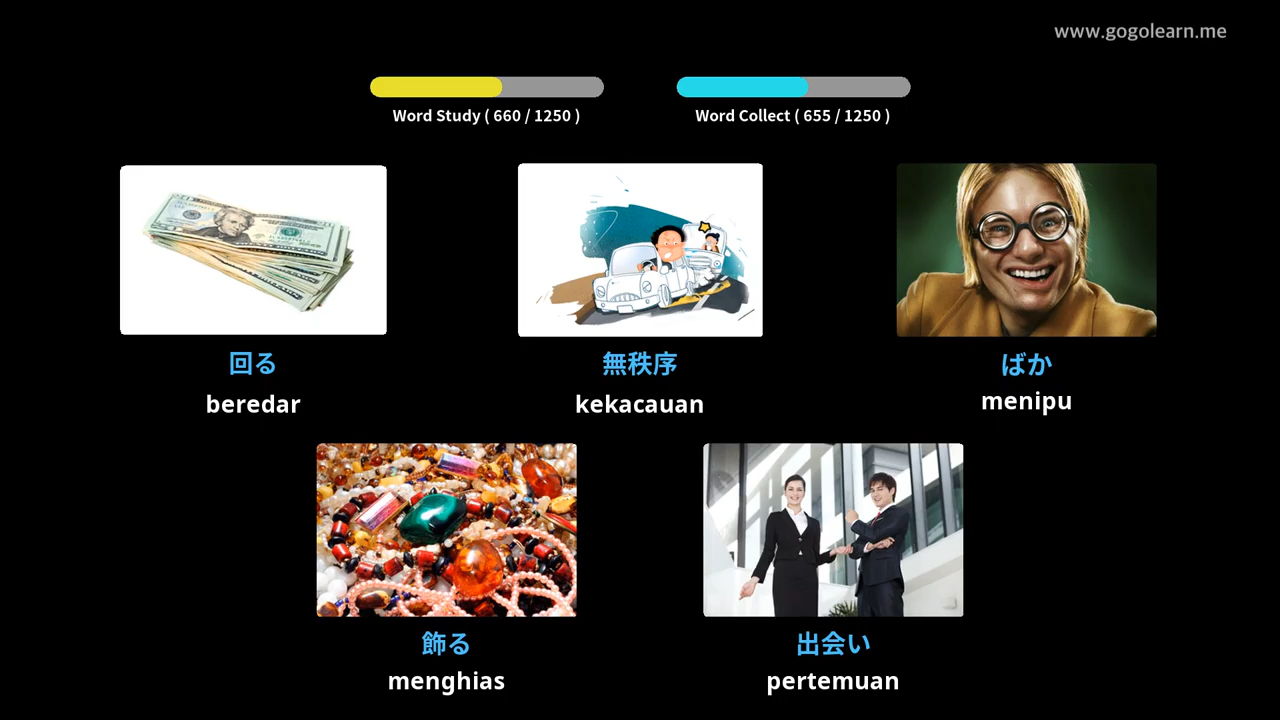 www.gogolearn.me
Word Study ( 660 / 1250 )
Word Collect ( 655 / 1250 )
回る
beredar
無秩序
kekacauan
ばか
menipu
飾る
menghias
出会い
pertemuan